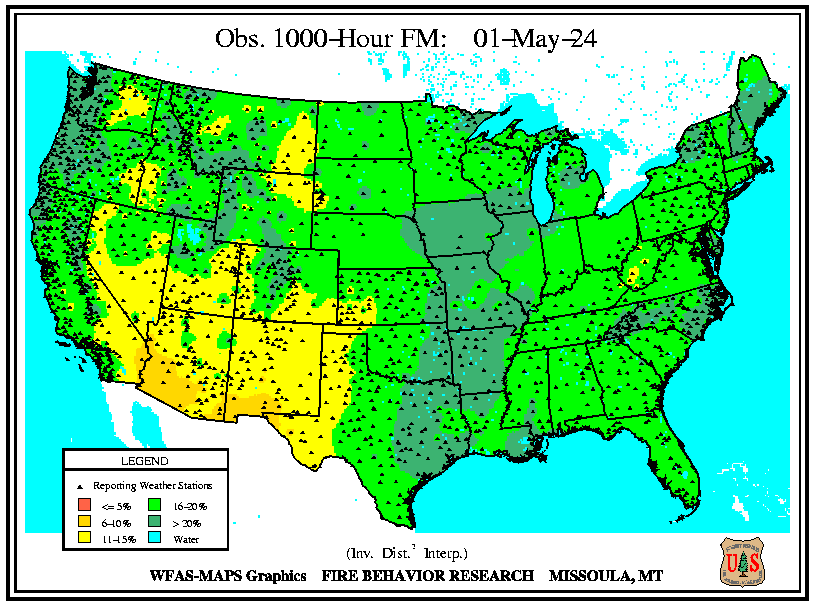 Obs. 1000-Hour FM: 01-May-24
LEGEND
Reporting Weather Stations
<= 5% 16-20%
6-10% > 20%
11-15% Water
(Inv. Dist.² Interp.)
WFAS-MAPS Graphics FIRE BEHAVIOR RESEARCH MISSOULA, MT
U S